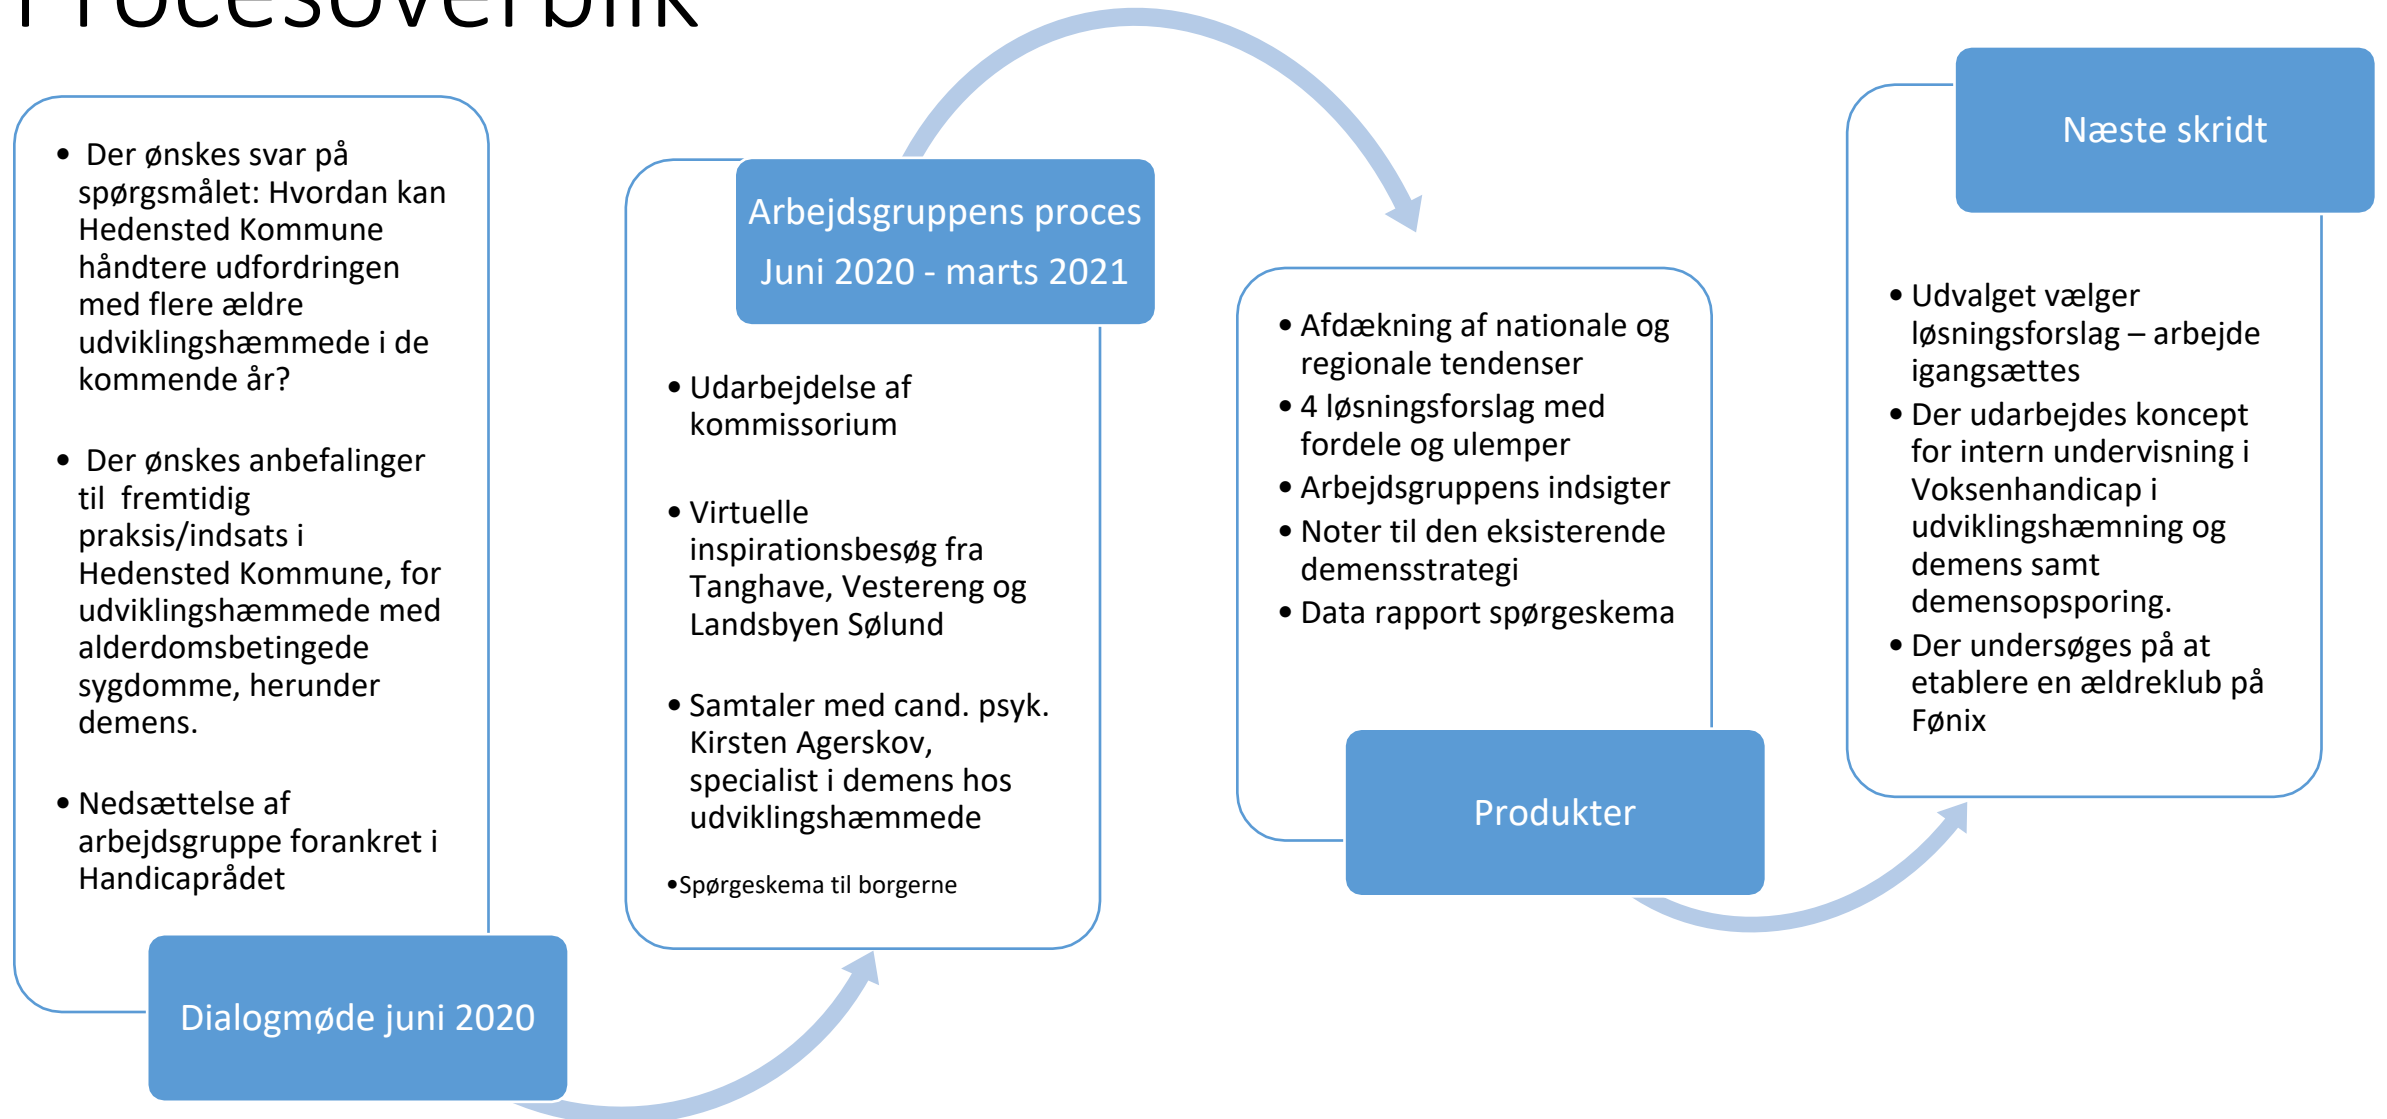 Procesoverblik
• Der ønskes svar på
spørgsmålet: Hvordan kan
Hedensted Kommune
håndtere udfordringen
med flere ældre
udviklingshæmmede i de
kommende år?
• Der ønskes anbefalinger
til fremtidig
praksis/indsats i
Hedensted Kommune, for
udviklingshæmmede med
alderdomsbetingede
sygdomme, herunder
demens.
• Nedsættelse af
arbejdsgruppe forankret i
Handicaprådet
Dialogmøde juni 2020
Arbejdsgruppens proces
Juni 2020 - marts 2021
• Udarbejdelse af
kommissorium
• Virtuelle
inspirationsbesøg fra
Tanghave, Vestereng og
Landsbyen Sølund
• Samtaler med cand. psyk.
Kirsten Agerskov,
specialist i demens hos
udviklingshæmmede
•Spørgeskema til borgerne
• Afdækning af nationale og
regionale tendenser
• 4 løsningsforslag med
fordele og ulemper
• Arbejdsgruppens indsigter
• Noter til den eksisterende
demensstrategi
• Data rapport spørgeskema
Produkter
Næste skridt
• Udvalget vælger
løsningsforslag – arbejde
igangsættes
• Der udarbejdes koncept
for intern undervisning i
Voksenhandicap i
udviklingshæmning og
demens samt
demensopsporing.
• Der undersøges på at
etablere en ældreklub på
Fønix